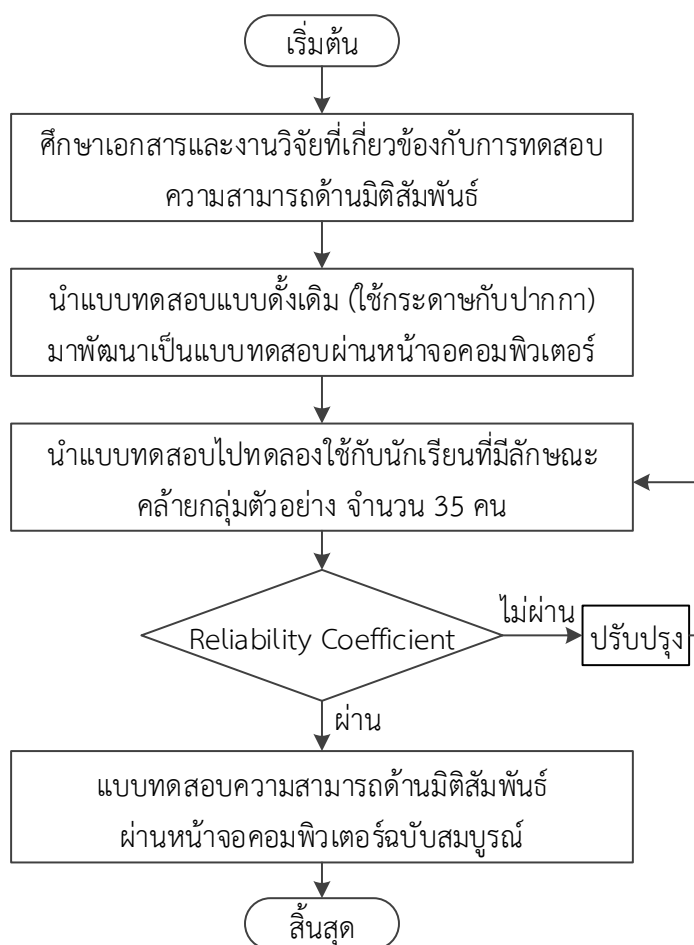 เริ่มต้น
ศึกษาเอกสารและงานวิจัยที่เกี่ยวข้องกับการทดสอบ
ความสามารถด้านมิติสัมพันธ์
นำแบบทดสอบแบบดั้งเดิม (ใช้กระดาษกับปากกา)
มาพัฒนาเป็นแบบทดสอบผ่านหน้าจอคอมพิวเตอร์
นำแบบทดสอบไปทดลองใช้กับนักเรียนที่มีลักษณะ
คล้ายกลุ่มตัวอย่าง จำนวน 35 คน
Reliability Coefficient
ไม่ผ่าน
ปรับปรุง
ผ่าน
แบบทดสอบความสามารถด้านมิติสัมพันธ์
ผ่านหน้าจอคอมพิวเตอร์ฉบับสมบูรณ์
สิ้นสุด